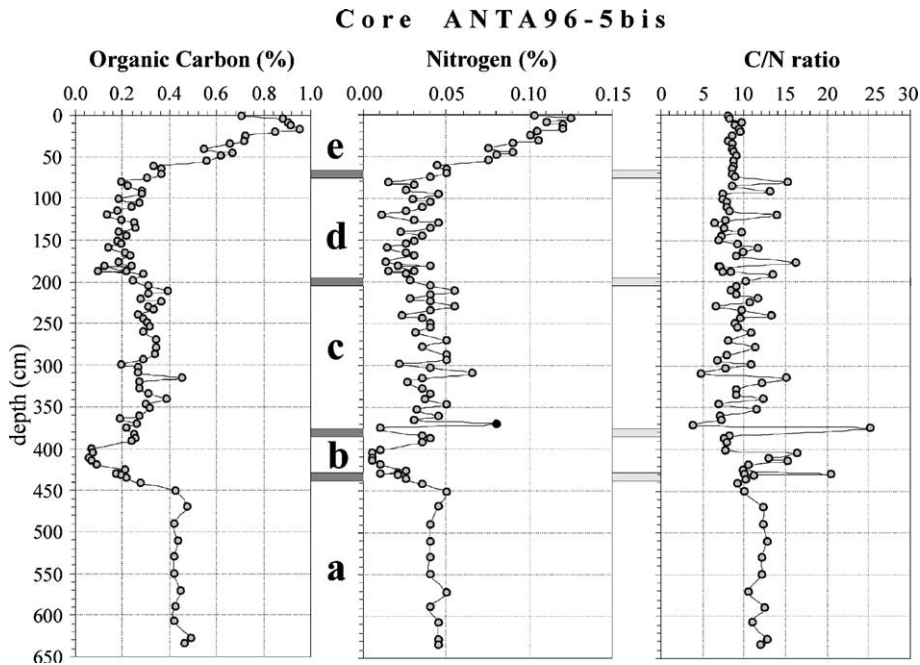 Core ANTA96-5bis
Organic Carbon (%) Nitrogen (%) C/N ratio
0 0.2 0.4 0.6 0.8 1.0 0.00 0.05 0.10 0.15 0 5 10 15 20 25 30
0
50
100
150
200
250
300
350
400
450
500
550
600
650
depth (cm)
e
d
c
b
a